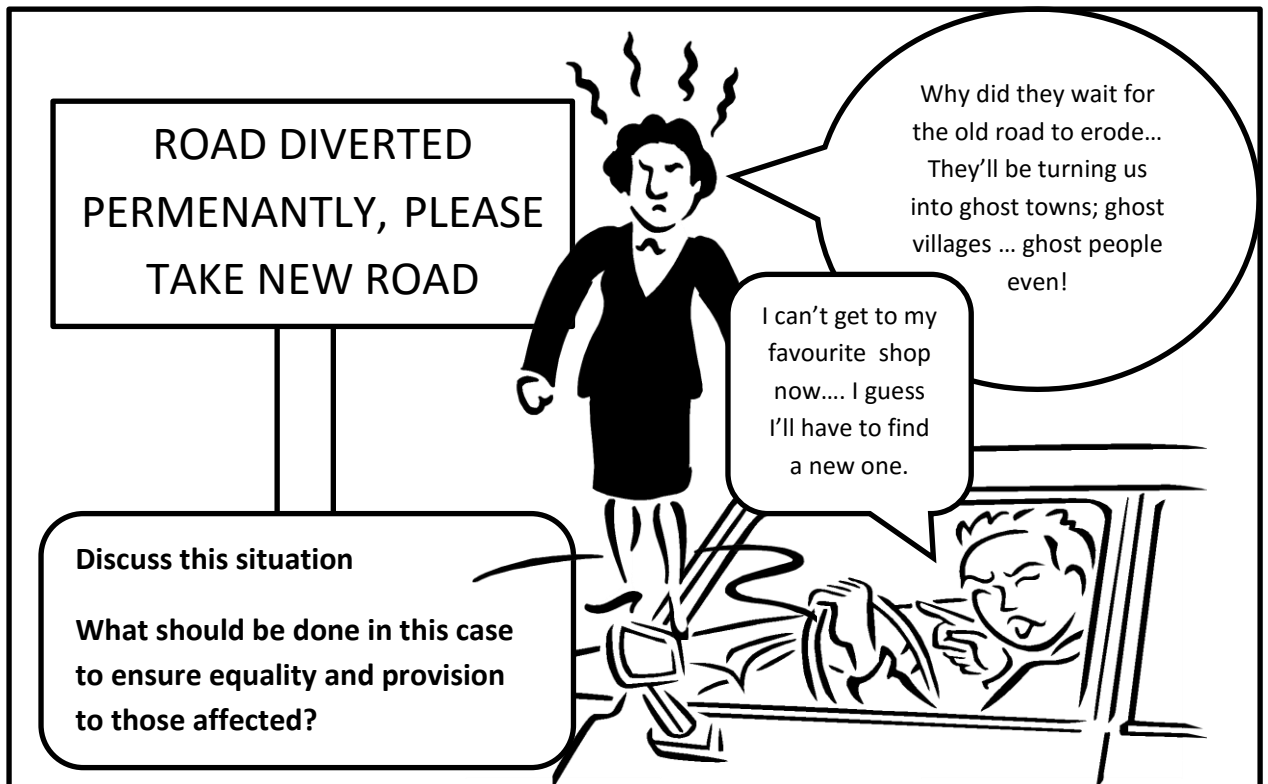 ROAD DIVERTED
PERMENANTLY, PLEASE
TAKE NEW ROAD
Why did they wait for
the old road to erode…
They’ll be turning us
into ghost towns; ghost
villages … ghost people
even!
I can’t get to my
favourite shop
now…. I guess
I’ll have to find
a new one.
Discuss this situation
What should be done in this case
to ensure equality and provision
to those affected?